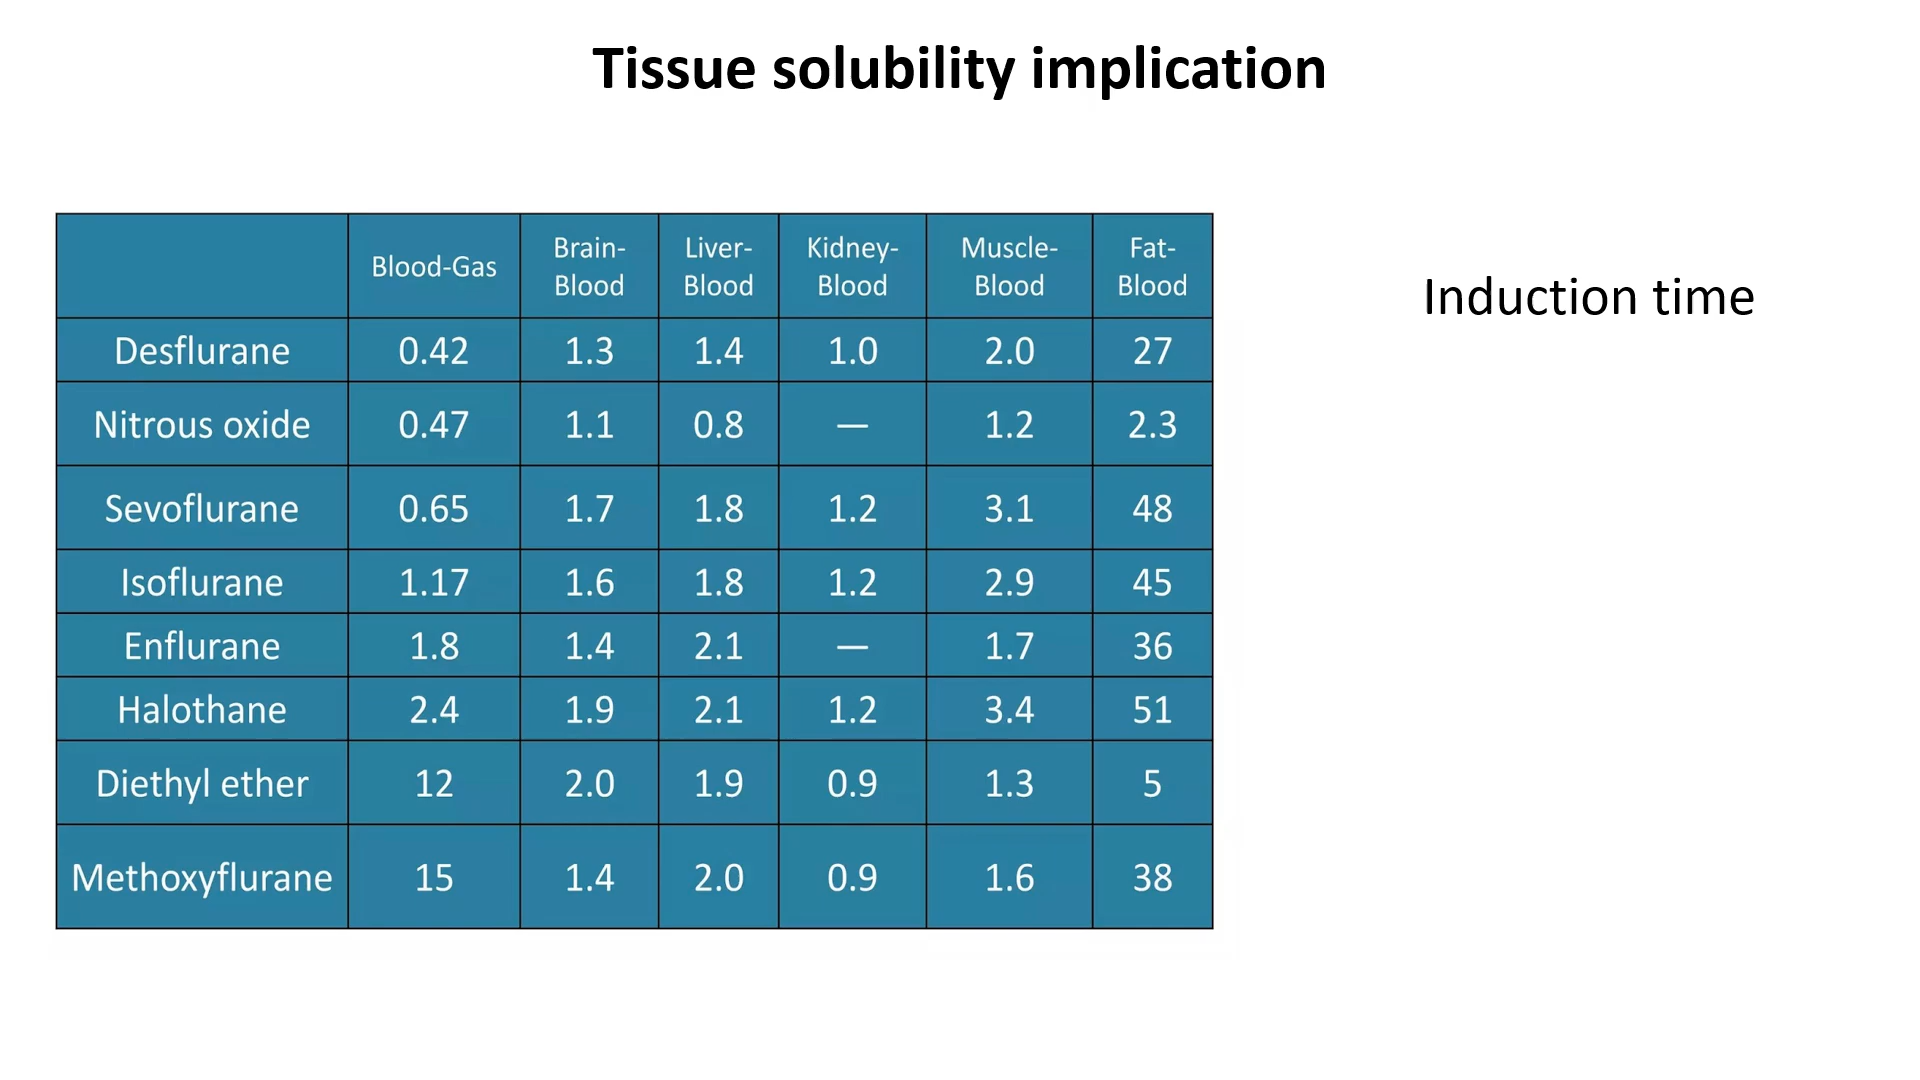 Tissue solubility implication
Blood-Gas Brain-Blood Liver-Blood Kidney-Blood Muscle-Blood Fat-Blood
Desflurane 0.42 1.3 1.4 1.0 2.0 27
Nitrous oxide 0.47 1.1 0.8 — 1.2 2.3
Sevoflurane 0.65 1.7 1.8 1.2 3.1 48
Isoflurane 1.17 1.6 1.8 1.2 2.9 45
Enflurane 1.8 1.4 2.1 — 1.7 36
Halothane 2.4 1.9 2.1 1.2 3.4 51
Diethyl ether 12 2.0 1.9 0.9 1.3 5
Methoxyflurane 15 1.4 2.0 0.9 1.6 38
Induction time